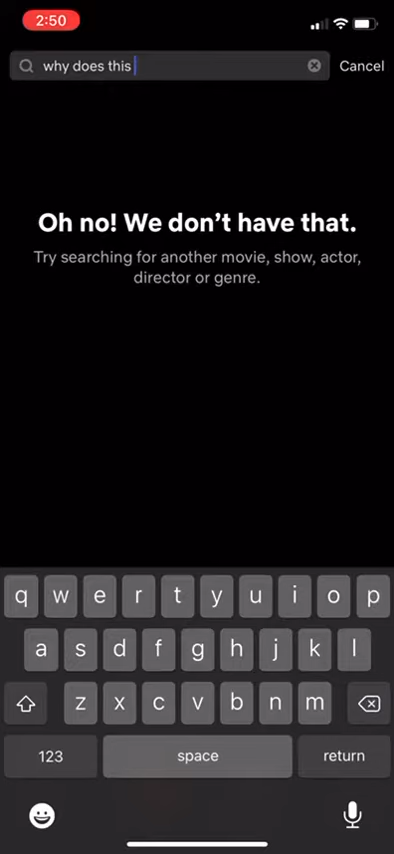 2:50
why does this
Cancel
Oh no! We don't have that.
Try searching for another movie, show, actor,
director or genre.
q w e r t y u i o p
a s d f g h j k l
z x c v b n m
123 space return